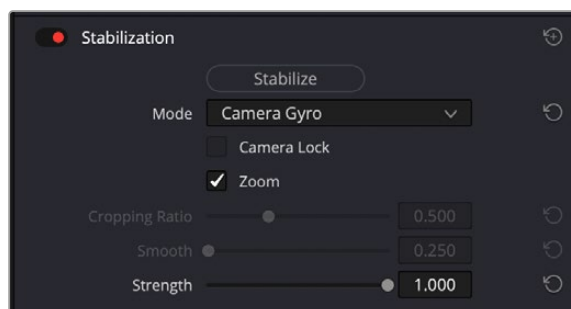 Stabilization
Stabilize
Mode Camera Gyro
Camera Lock
Zoom
Cropping Ratio 0.500
Smooth 0.250
Strength 1.000